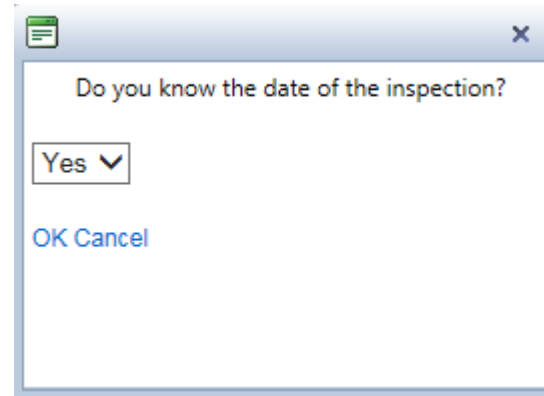 Do you know the date of the inspection?
Yes
OK Cancel